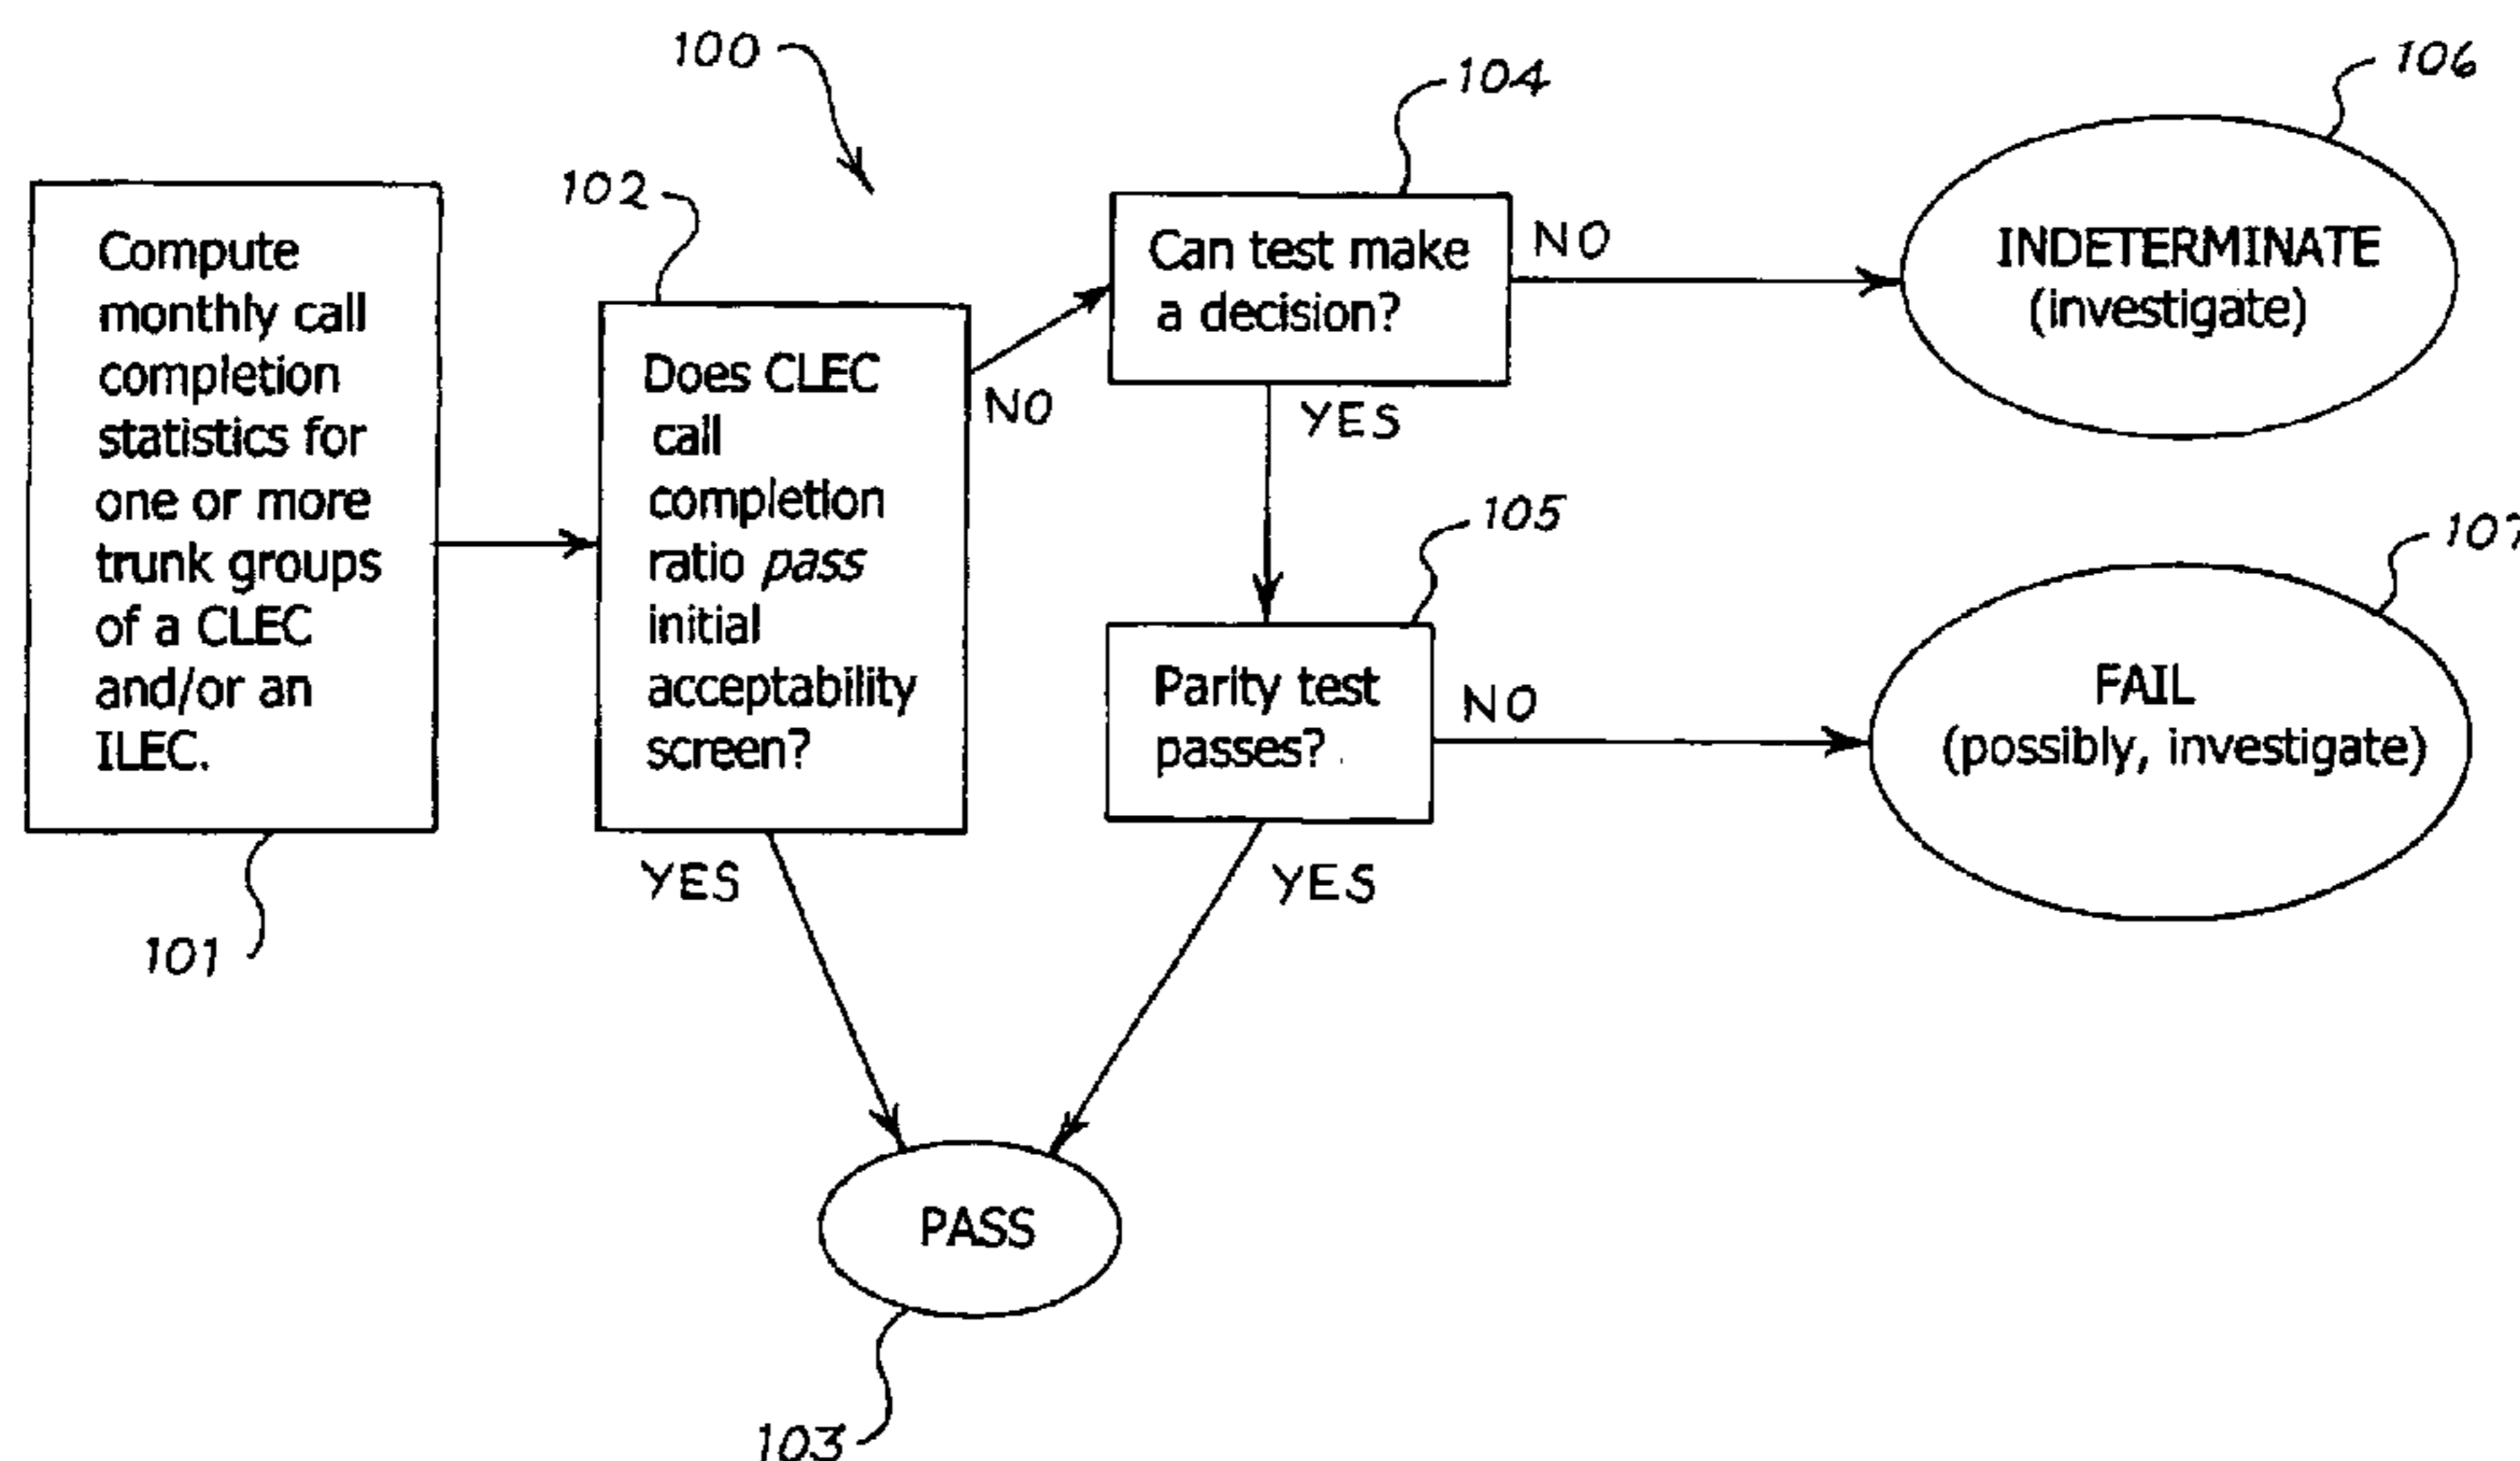 100
104
106
102
Compute
monthly call
completion
statistics for
one or more
trunk groups
of a CLEC
and/or an
ILEC.
101
Does CLEC
call
completion
ratio pass
initial
acceptability
screen?
NO
YES
Can test make
a decision?
NO
YES
INDETERMINATE
(investigate)
105
Parity test
passes?
NO
YES
107
FAIL
(possibly, investigate)
PASS
103